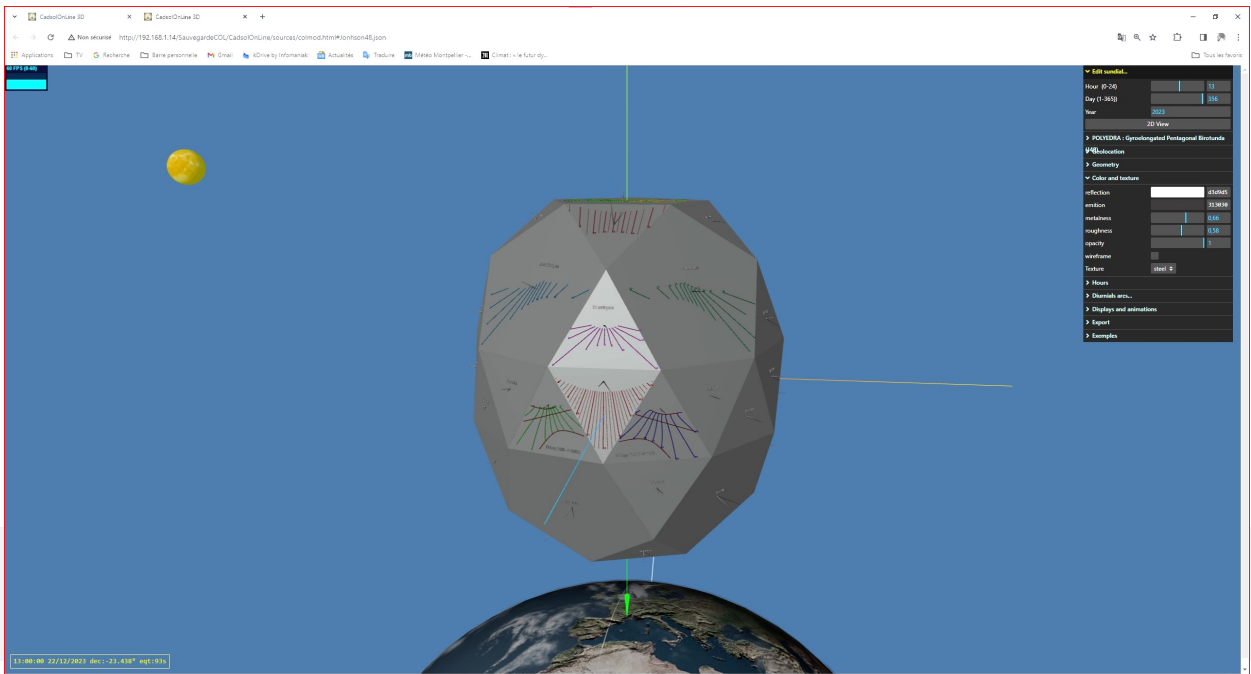 CadsolOnLine 3D
CadsolOnLine 3D
Non sécurisé http://192.168.1.14/SauvegardeCOL/CadsolOnLine/sources/colmod.html#Jonhson48.json
Applications TV Recherche Barre personnelle Gmail kDrive by Infomaniak Actualités Traduire Météo Montpellier -... Climat : « le futur dy... Tous les favoris
60 FPS (0-60)
Edit sundial...
Hour (0-24) 13
Day (1-365)) 356
Year 2023
2D View
POLYEDRA : Gyroelongated Pentagonal Birotunda
Geolocation
Geometry
Color and texture
reflection d3d9d5
emition 313030
metalness 0,66
roughness 0,58
opacity 1
wireframe
Texture steel
Hours
Diurnials arcs...
Displays and animations
Export
Exemples
13:00:00 22/12/2023 dec:-23.438° eqt:93s